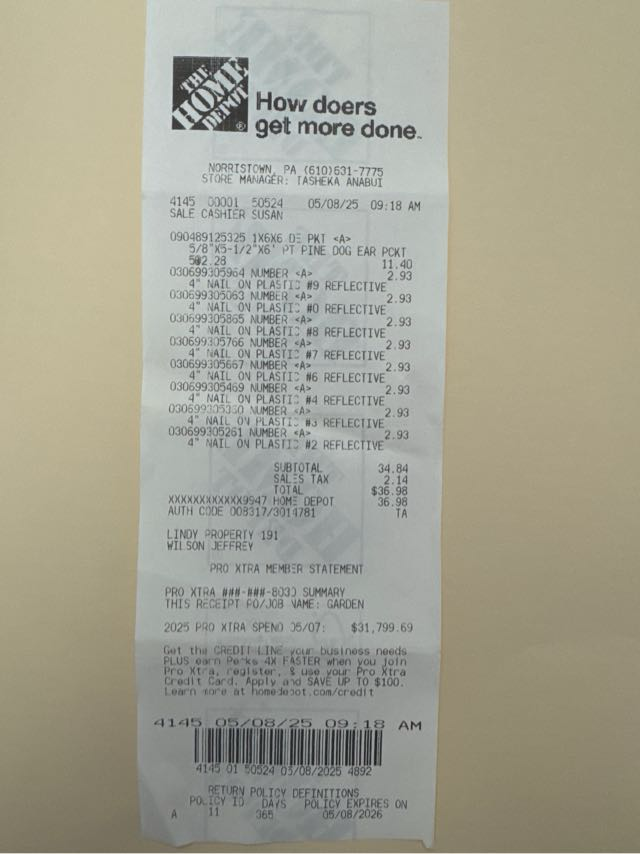 THE
HOME
DEPOT
How doers
get more done.
NORRISTOWN, PA (610)631-7775
STORE MANAGER: TASHEKA ANABUI
4145 00001 50524 05/08/25 09:18 AM
SALE CASHIER SUSAN
090489125325 1X6X6 DE PKT <A>
5/8"X5-1/2"X6' PT PINE DOG EAR PCKT
5@2.28 11.40
030699305964 NUMBER <A> 2.93
4" NAIL ON PLASTIC #9 REFLECTIVE
030699305063 NUMBER <A> 2.93
4" NAIL ON PLASTIC #0 REFLECTIVE
030699305865 NUMBER <A> 2.93
4" NAIL ON PLASTIC #8 REFLECTIVE
030699305766 NUMBER <A> 2.93
4" NAIL ON PLASTIC #7 REFLECTIVE
030699305667 NUMBER <A> 2.93
4" NAIL ON PLASTIC #6 REFLECTIVE
030699305469 NUMBER <A> 2.93
4" NAIL ON PLASTIC #4 REFLECTIVE
030699305360 NUMBER <A> 2.93
4" NAIL ON PLASTIC #3 REFLECTIVE
030699305261 NUMBER <A> 2.93
4" NAIL ON PLASTIC #2 REFLECTIVE
SUBTOTAL 34.84
SALES TAX 2.14
TOTAL $36.98
XXXXXXXXXXXX9947 HOME DEPOT 36.98
AUTH CODE 008317/3014781 TA
LINDY PROPERTY 191
WILSON JEFFREY
PRO XTRA MEMBER STATEMENT
PRO XTRA ###-###-8030 SUMMARY
THIS RECEIPT PO/JOB NAME: GARDEN
2025 PRO XTRA SPEND 05/07: $31,799.69
Get the CREDIT LINE your business needs
PLUS earn Perks 4X FASTER when you join
Pro Xtra, register, & use your Pro Xtra
Credit Card. Apply and SAVE UP TO $100.
Learn more at homedepot.com/credit
4145 05/08/25 09:18 AM
4145 01 50524 05/08/2025 4892
RETURN POLICY DEFINITIONS
POLICY ID DAYS POLICY EXPIRES ON
A 11 365 05/08/2026